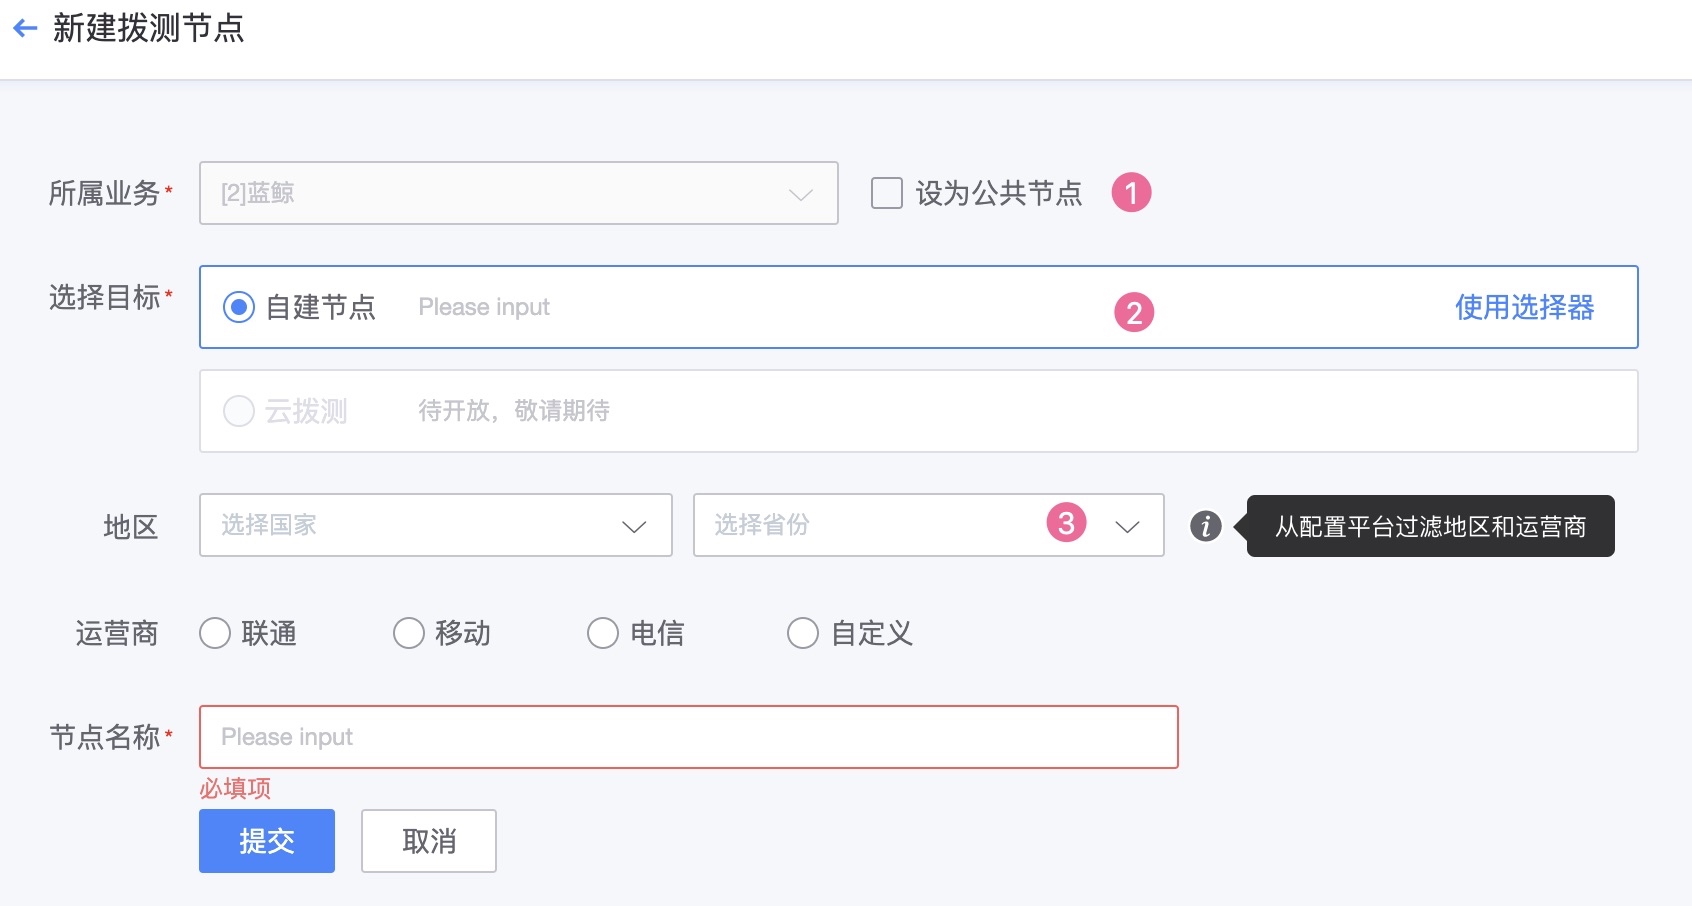 新建拨测节点
所属业务* [2]蓝鲸 设为公共节点 1
选择目标* 自建节点 Please input 2 使用选择器
云拨测 待开放，敬请期待
地区 选择国家 选择省份 3 i 从配置平台过滤地区和运营商
运营商 联通 移动 电信 自定义
节点名称* Please input
必填项
提交 取消